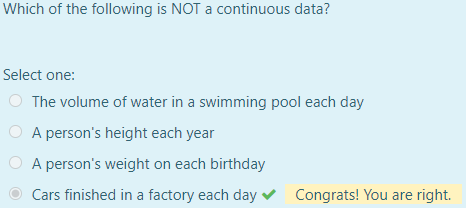 Which of the following is NOT a continuous data?
Select one:
The volume of water in a swimming pool each day
A person's height each year
A person's weight on each birthday
Cars finished in a factory each day ✔ Congrats! You are right.